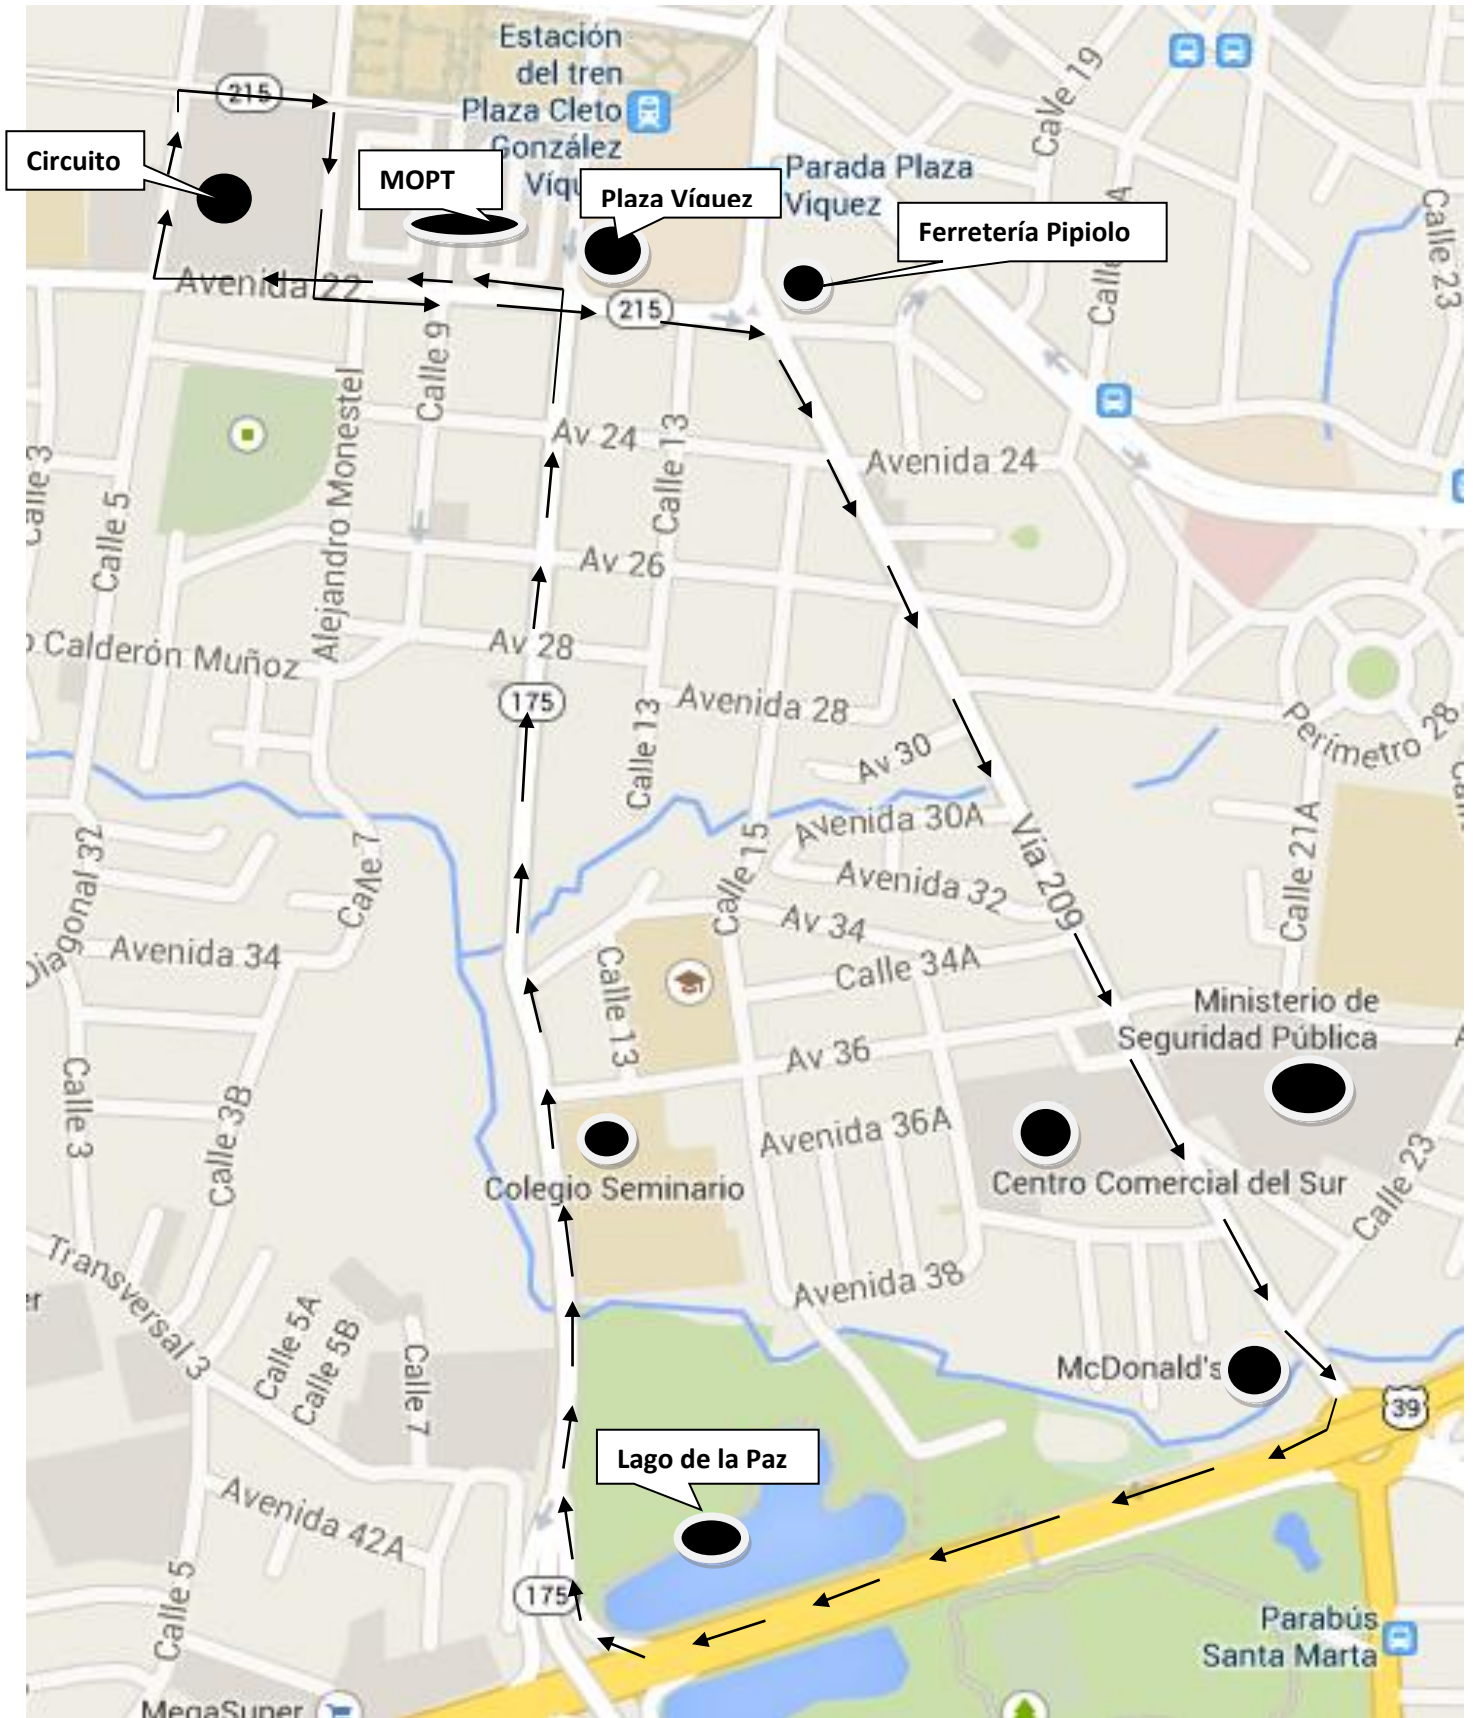 Estación
del tren
Plaza Cleto
González
215
Calle 19
Circuito
MOPT
Plaza Víquez
Parada Plaza
Viquez
Ferretería Pipiolo
Calle 23
Avenida 22
215
Calle 9
Av 24
Avenida 24
Calle 3
Calle 5
Alejandro Monestel
Calle 13
Av 26
Calderón Muñoz
Av 28
175
Avenida 28
Calle 13
Av 30
Perímetro 28
Avenida 30A
Vía 209
Calle 21A
Diagonal 37
Calle 7
Calle 15
Avenida 32
Av 34
Avenida 34
Calle 34A
Calle 13
Ministerio de
Seguridad Pública
Av 36
Calle 3
Calle 3B
Avenida 36A
Colegio Seminario
Centro Comercial del Sur
Calle 23
Transversal 3
Avenida 38
Calle 5A
Calle 5B
Calle 7
McDonald's
39
Lago de la Paz
Avenida 42A
Calle 5
175
Parabús
Santa Marta
MegaSuper